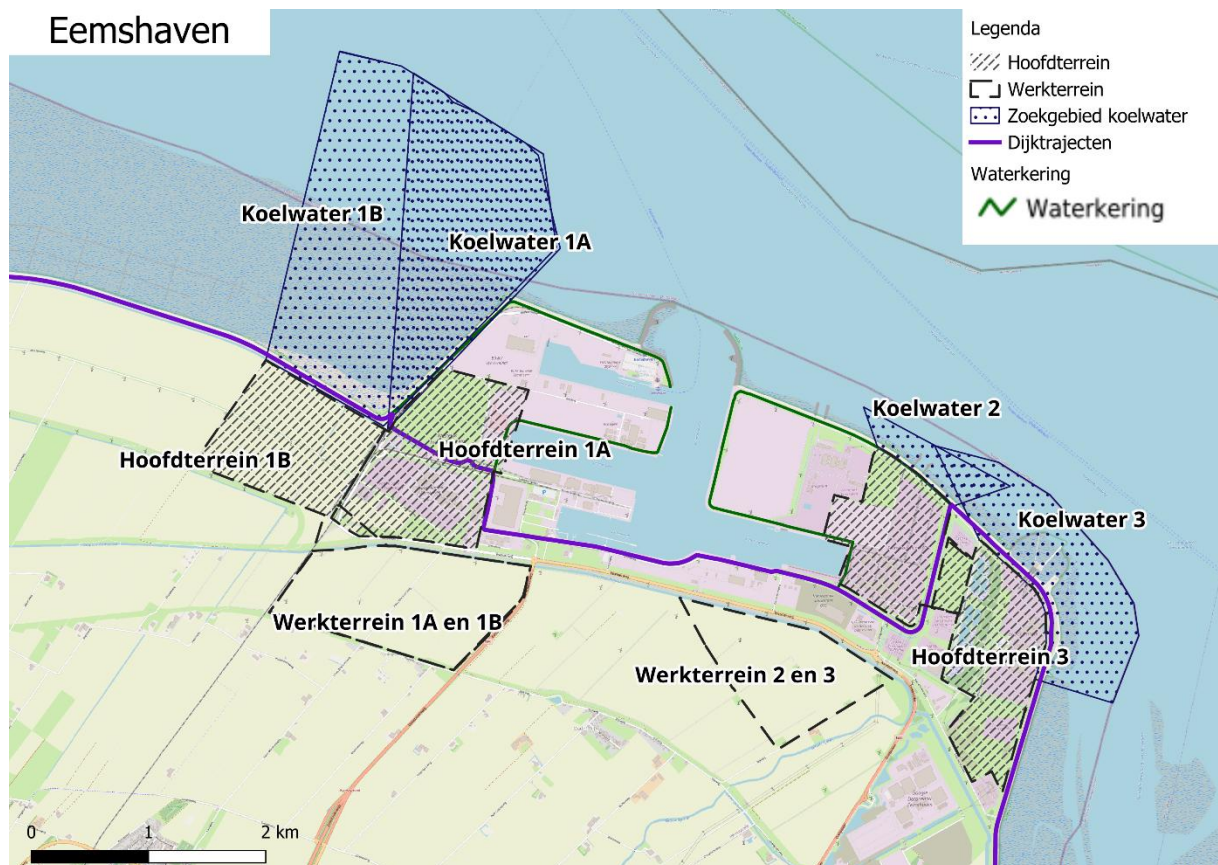 Eemshaven
Legenda
Hoofdterrein
Werkterrein
Zoekgebied koelwater
Dijktrajecten
Waterkering
Waterkering
Koelwater 1B
Koelwater 1A
Koelwater 2
Hoofdterrein 1B
Hoofdterrein 1A
Koelwater 3
Werkterrein 1A en 1B
Werkterrein 2 en 3
Hoofdterrein 3
P
0 1 2 km